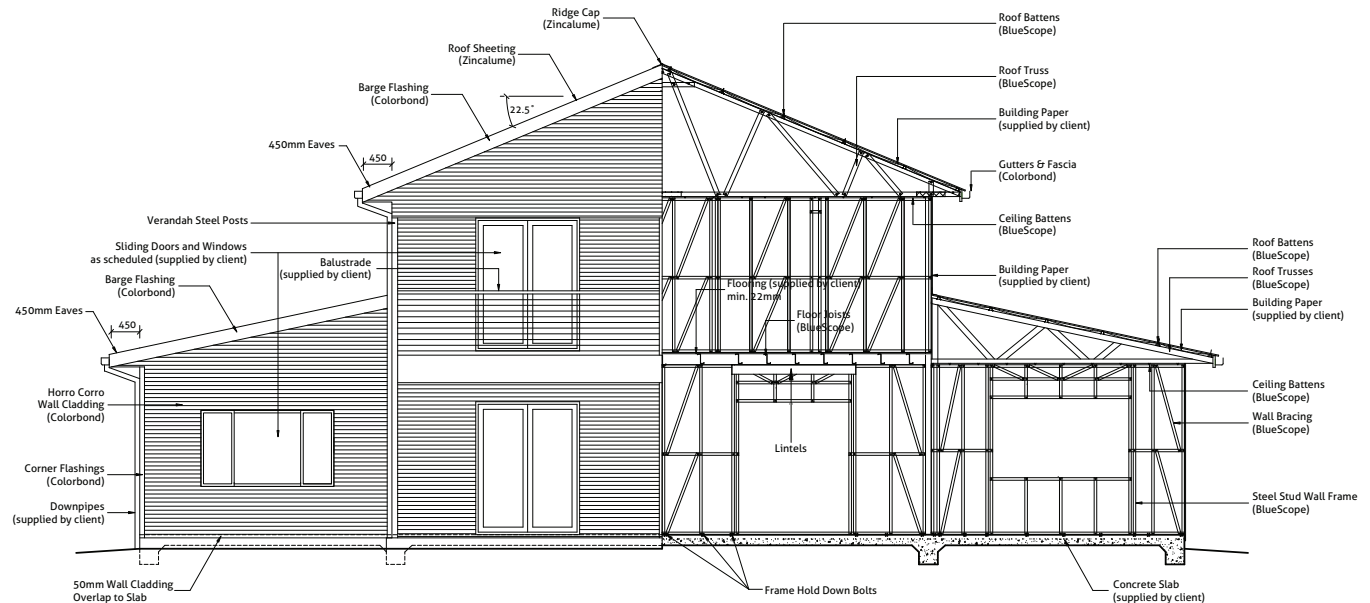 Ridge Cap
(Zincalume)
Roof Sheeting
(Zincalume)
Barge Flashing
(Colorbond)
22.5°
450mm Eaves
450
Verandah Steel Posts
Sliding Doors and Windows
as scheduled (supplied by client)
Balustrade
(supplied by client)
Barge Flashing
(Colorbond)
450mm Eaves
450
Horro Corro
Wall Cladding
(Colorbond)
Corner Flashings
(Colorbond)
Downpipes
(supplied by client)
50mm Wall Cladding
Overlap to Slab
Roof Battens
(BlueScope)
Roof Truss
(BlueScope)
Building Paper
(supplied by client)
Gutters & Fascia
(Colorbond)
Ceiling Battens
(BlueScope)
Building Paper
(supplied by client)
Flooring (supplied by client)
min. 22mm
Floor Joists
(BlueScope)
Lintels
Roof Battens
(BlueScope)
Roof Trusses
(BlueScope)
Building Paper
(supplied by client)
Ceiling Battens
(BlueScope)
Wall Bracing
(BlueScope)
Steel Stud Wall Frame
(BlueScope)
Frame Hold Down Bolts
Concrete Slab
(supplied by client)